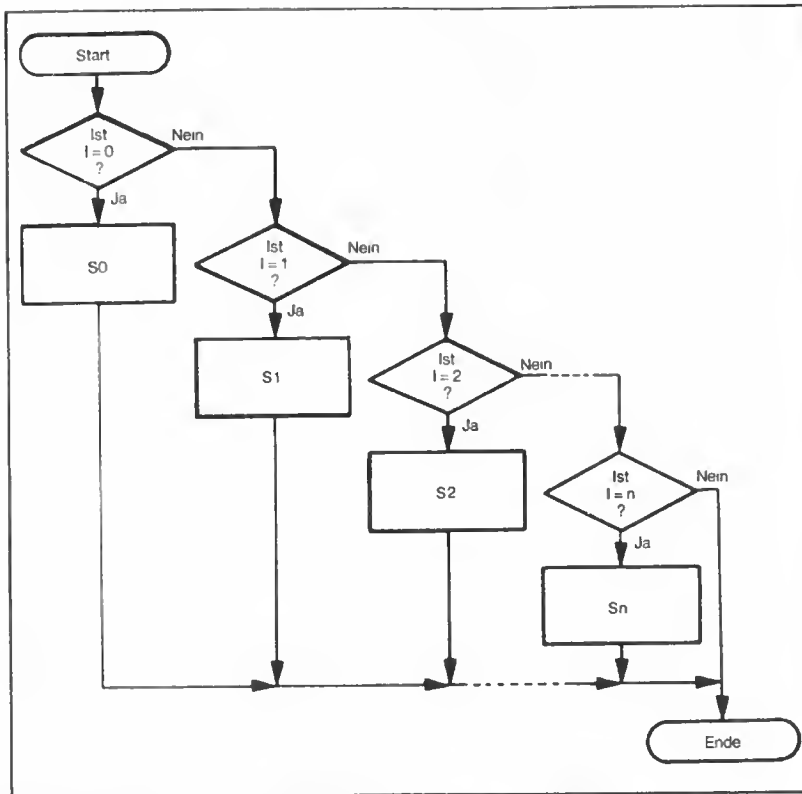 Start
Ist
I = 0
?
Nein
Ja
S0
Ist
I = 1
?
Nein
Ja
S1
Ist
I = 2
?
Nein
Ja
S2
Ist
I = n
?
Nein
Ja
Sn
Ende